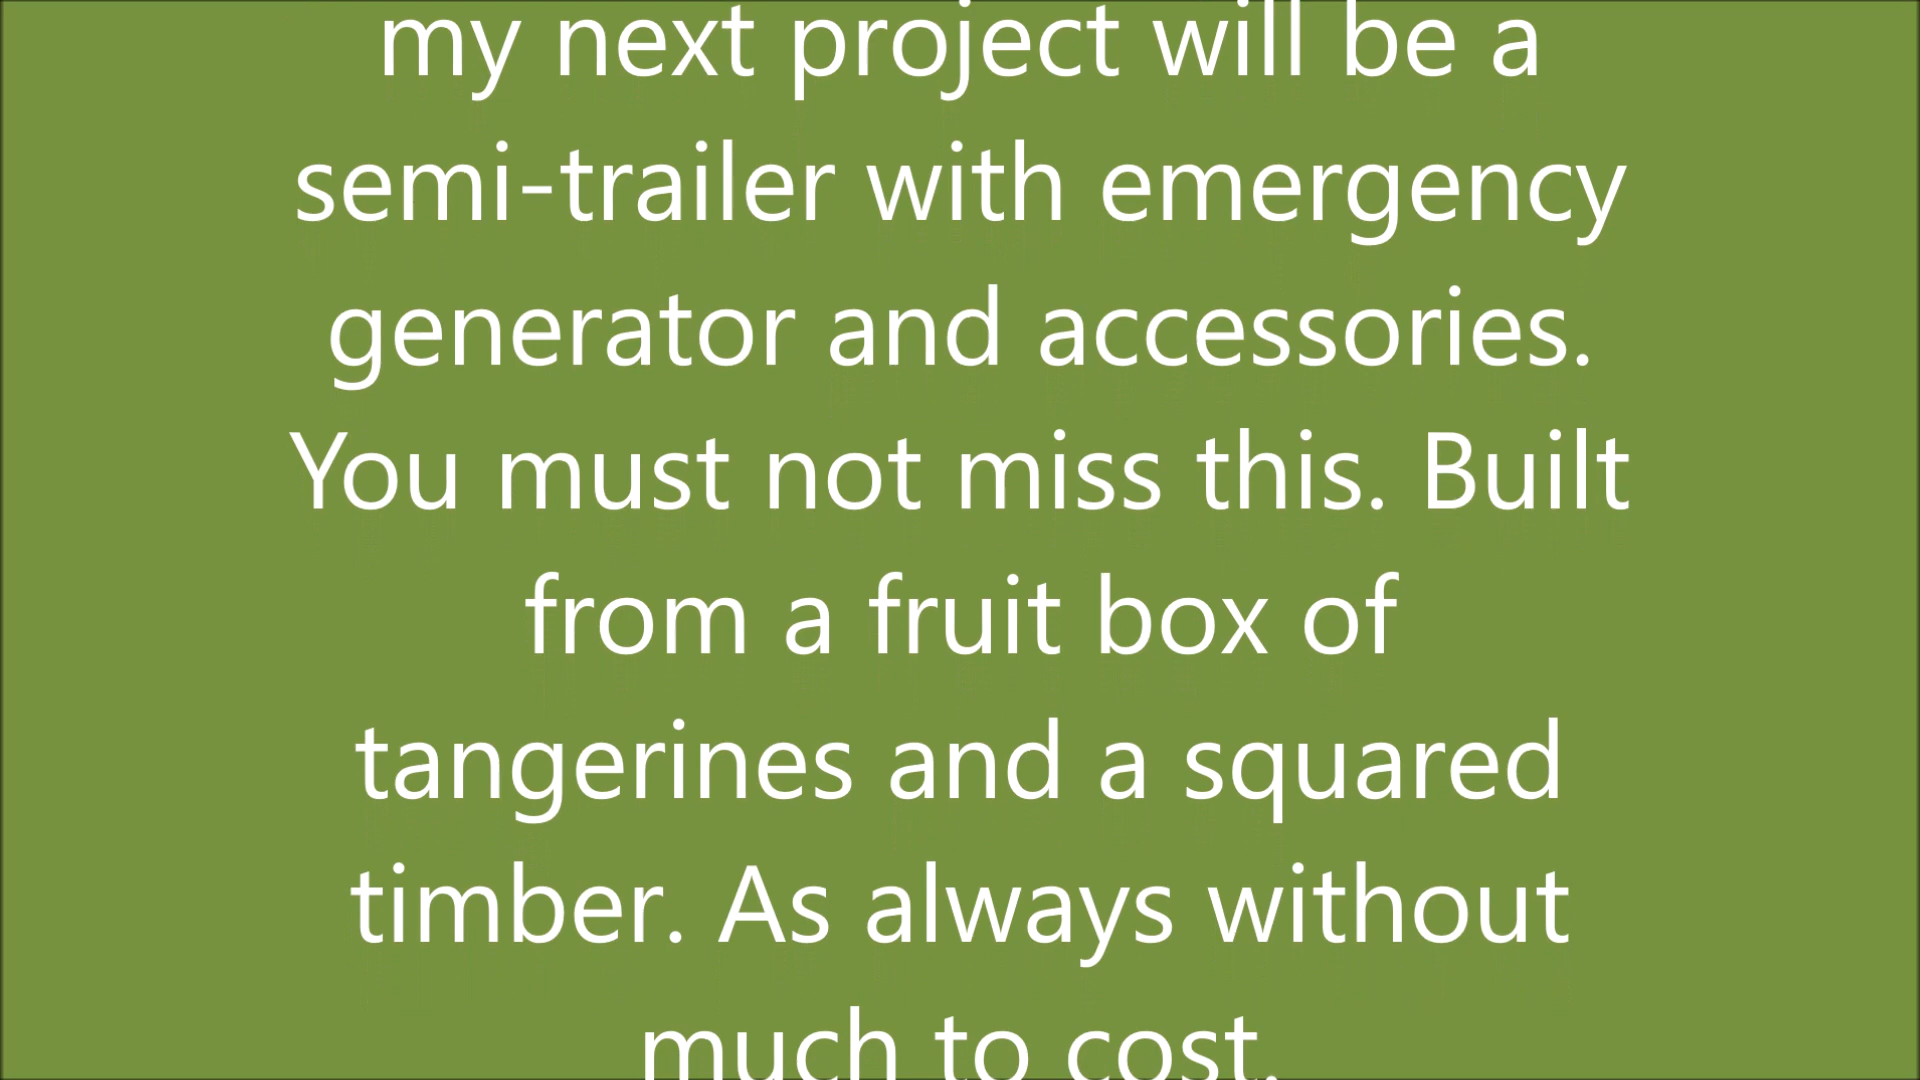 my next project will be a
semi-trailer with emergency
generator and accessories.
You must not miss this. Built
from a fruit box of
tangerines and a squared
timber. As always without
much to cost.